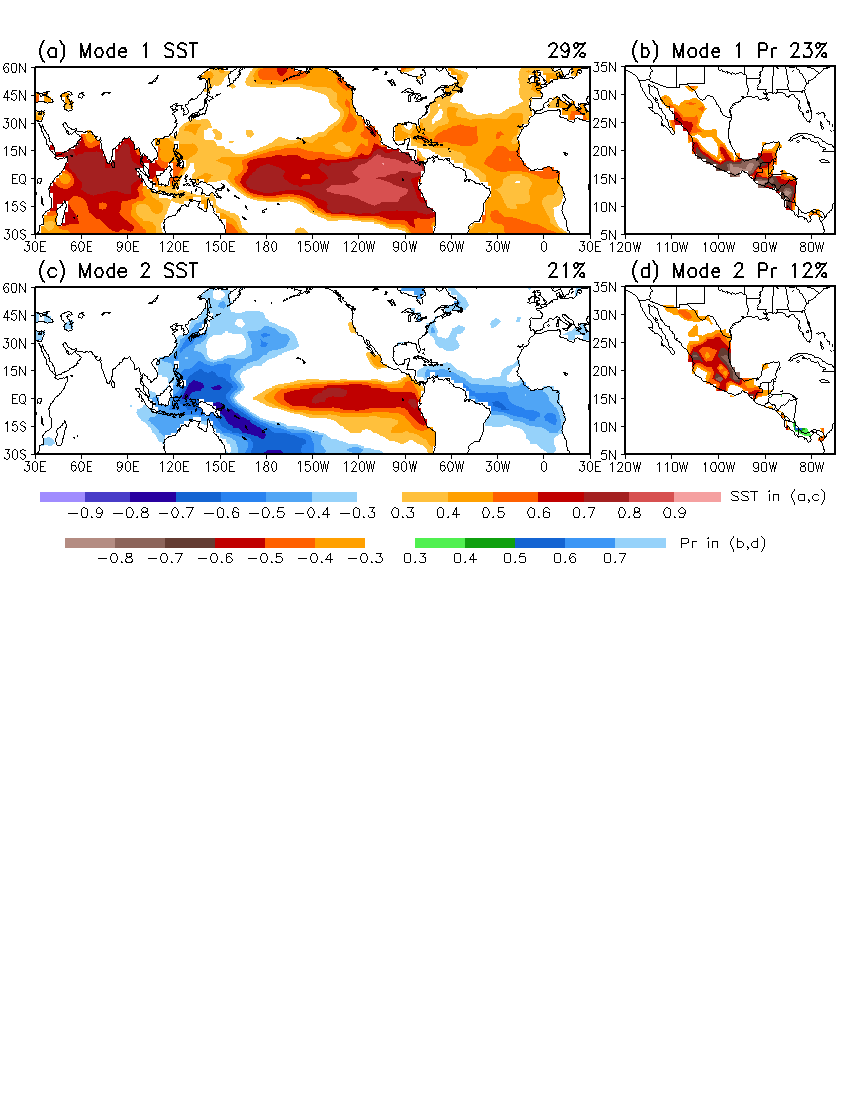 (a) Mode 1 SST 29%
60N
45N
30N
15N
EQ
15S
30S
30E 60E 90E 120E 150E 180 150W 120W 90W 60W 30W 0 30E
(b) Mode 1 Pr 23%
35N
30N
25N
20N
15N
10N
5N
120W 110W 100W 90W 80W
(c) Mode 2 SST 21%
60N
45N
30N
15N
EQ
15S
30S
30E 60E 90E 120E 150E 180 150W 120W 90W 60W 30W 0 30E
(d) Mode 2 Pr 12%
35N
30N
25N
20N
15N
10N
5N
120W 110W 100W 90W 80W
−0.9 −0.8 −0.7 −0.6 −0.5 −0.4 −0.3 0.3 0.4 0.5 0.6 0.7 0.8 0.9 SST in (a,c)
−0.8 −0.7 −0.6 −0.5 −0.4 −0.3 0.3 0.4 0.5 0.6 0.7 Pr in (b,d)